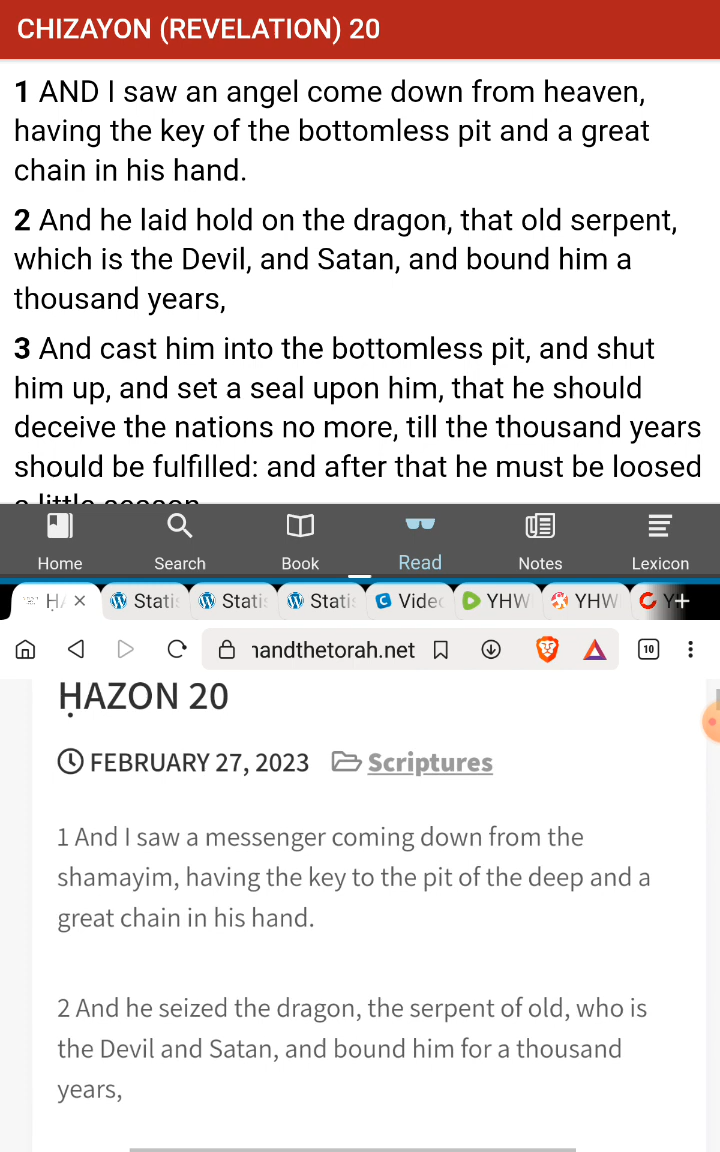 CHIZAYON (REVELATION) 20
1 AND I saw an angel come down from heaven,
having the key of the bottomless pit and a great
chain in his hand.
2 And he laid hold on the dragon, that old serpent,
which is the Devil, and Satan, and bound him a
thousand years,
3 And cast him into the bottomless pit, and shut
him up, and set a seal upon him, that he should
deceive the nations no more, till the thousand years
should be fulfilled: and after that he must be loosed
a little season
Home Search Book Read Notes Lexicon
Ḥ Stati Stati Stati Vide YHW YHW Y
handthetorah.net 10
ḤAZON 20
FEBRUARY 27, 2023 Scriptures
1 And I saw a messenger coming down from the
shamayim, having the key to the pit of the deep and a
great chain in his hand.
2 And he seized the dragon, the serpent of old, who is
the Devil and Satan, and bound him for a thousand
years,